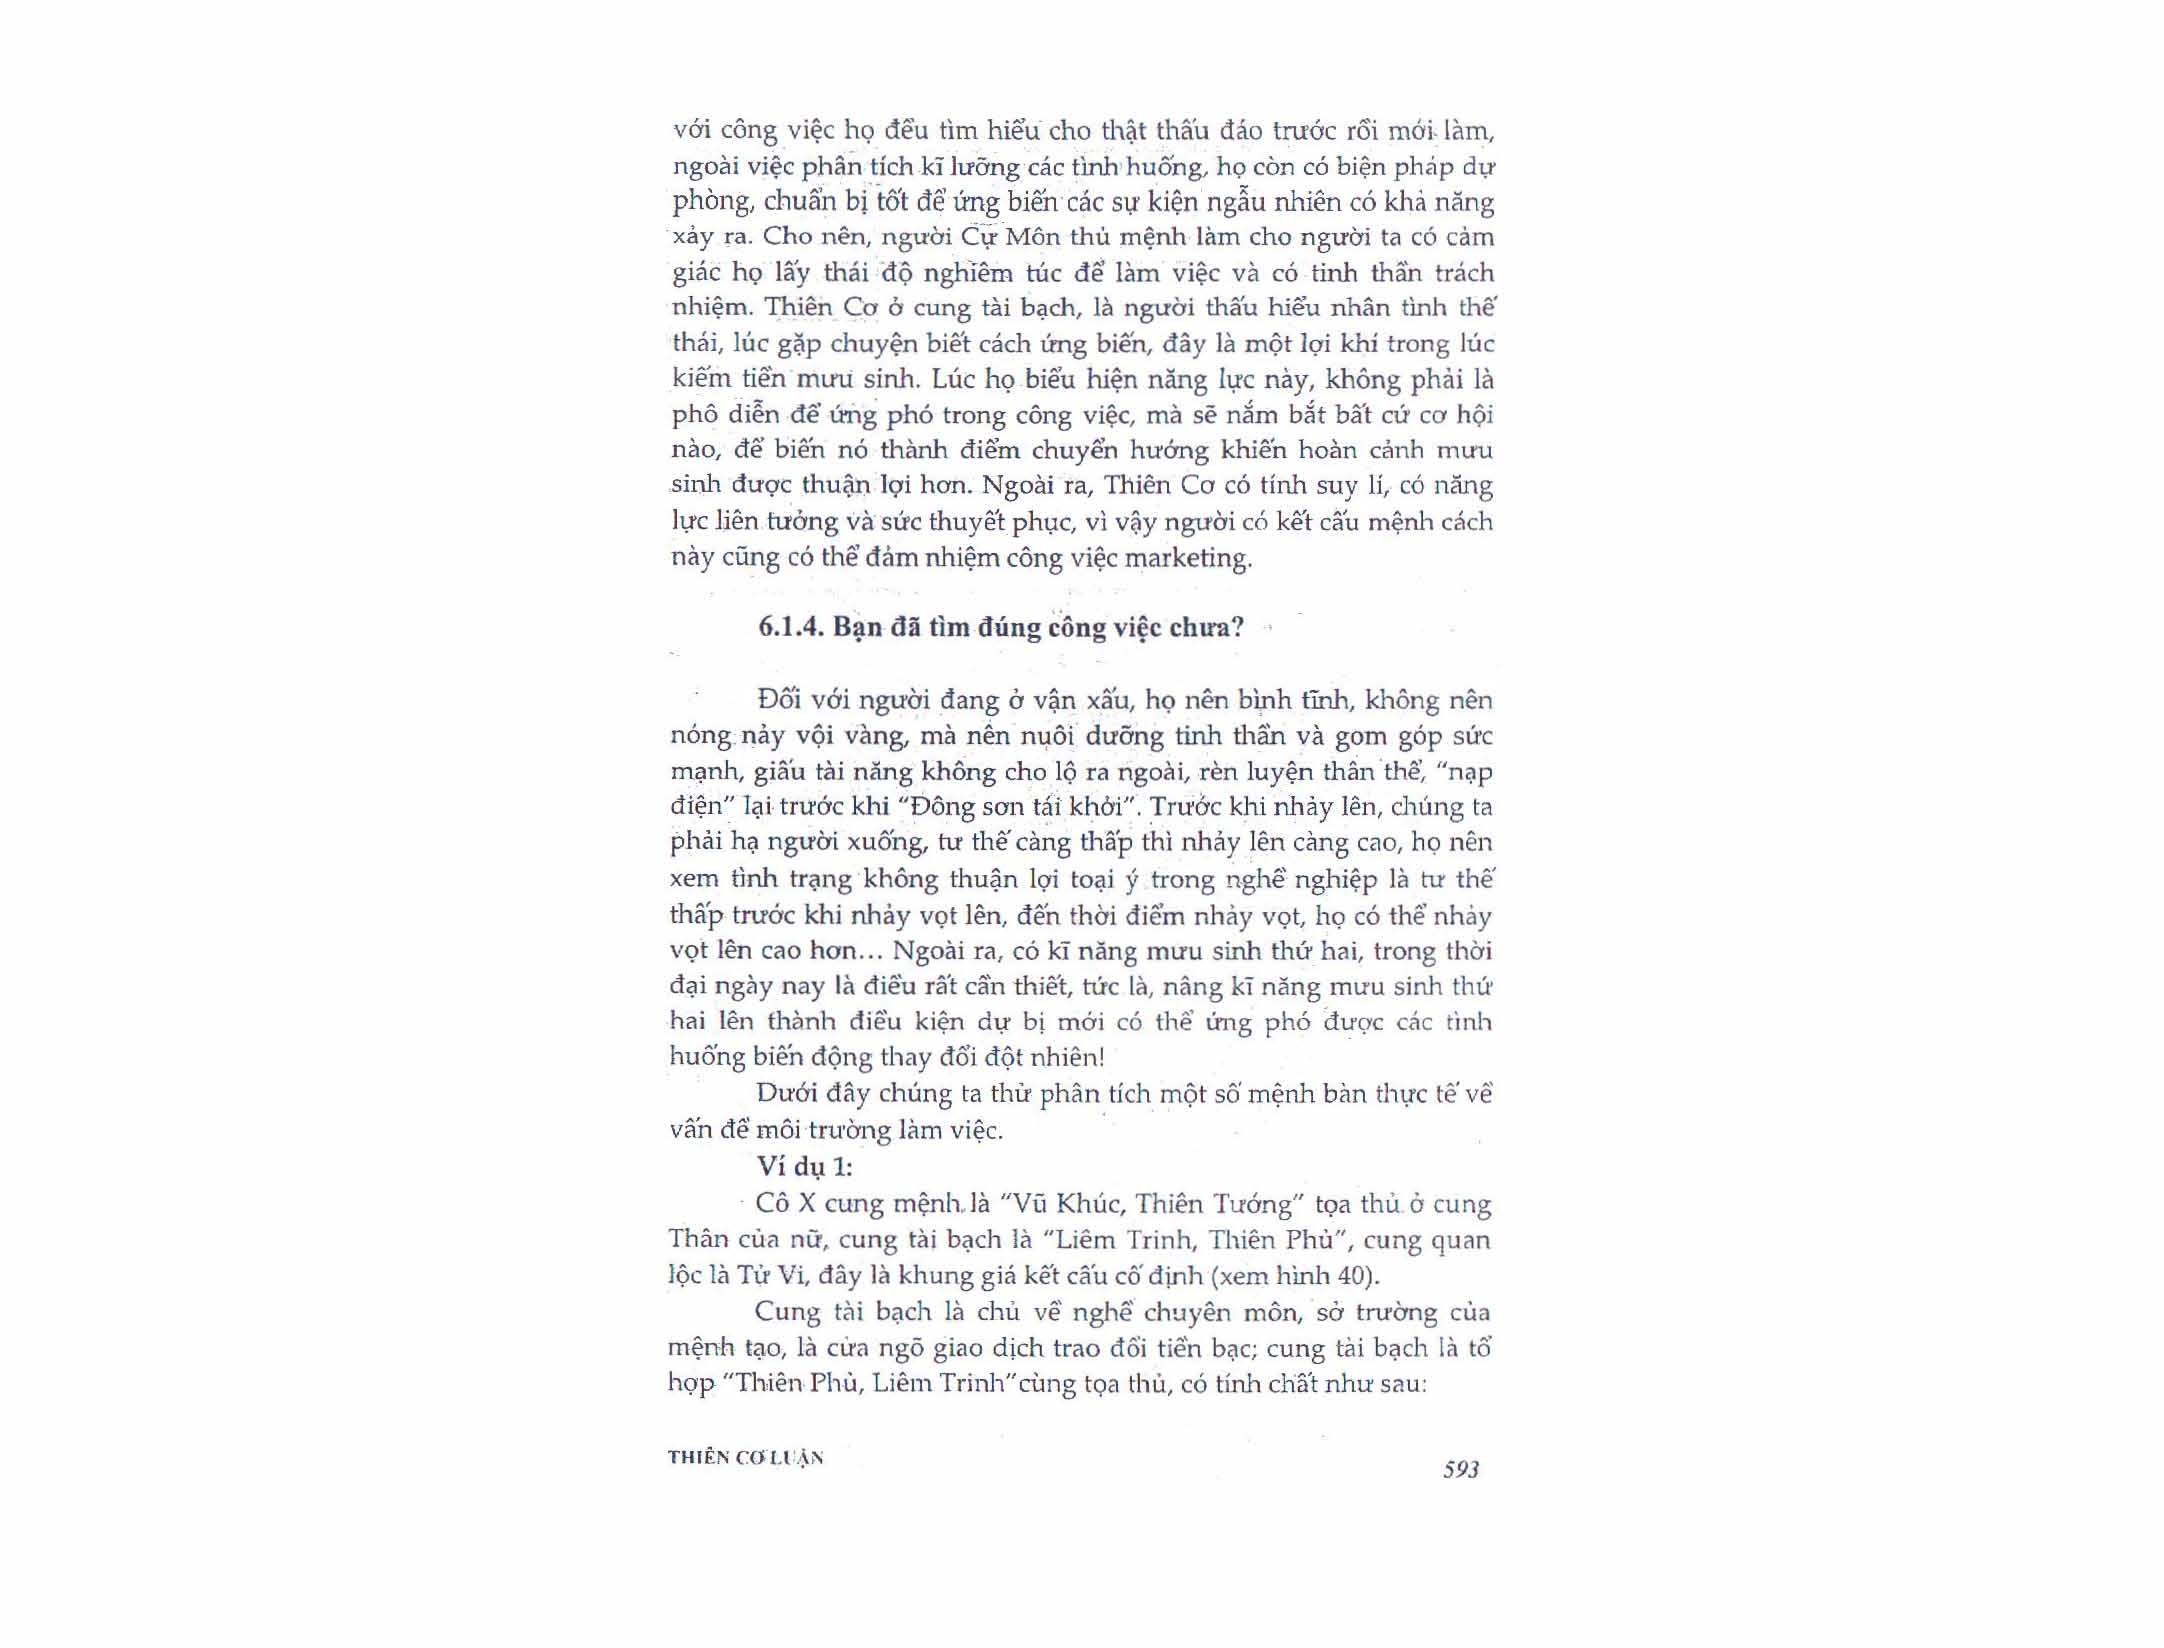 với công việc họ đều tìm hiểu cho thật thấu đáo trước rồi mới làm,
ngoài việc phân tích kĩ lưỡng các tình huống, họ còn có biện pháp dự
phòng, chuẩn bị tốt để ứng biến các sự kiện ngẫu nhiên có khả năng
xảy ra. Cho nên, người Cự Môn thủ mệnh làm cho người ta có cảm
giác họ lấy thái độ nghiêm túc để làm việc và có tinh thần trách
nhiệm. Thiên Cơ ở cung tài bạch, là người thấu hiểu nhân tình thế
thái, lúc gặp chuyện biết cách ứng biến, đây là một lợi khí trong lúc
kiếm tiền mưu sinh. Lúc họ biểu hiện năng lực này, không phải là
phô diễn để ứng phó trong công việc, mà sẽ nắm bắt bất cứ cơ hội
nào, để biến nó thành điểm chuyển hướng khiến hoàn cảnh mưu
sinh được thuận lợi hơn. Ngoài ra, Thiên Cơ có tính suy lí, có năng
lực liên tưởng và sức thuyết phục, vì vậy người có kết cấu mệnh cách
này cũng có thể đảm nhiệm công việc marketing.
6.1.4. Bạn đã tìm đúng công việc chưa?
Đối với người đang ở vận xấu, họ nên bình tĩnh, không nên
nóng nảy vội vàng, mà nên nuôi dưỡng tinh thần và gom góp sức
mạnh, giấu tài năng không cho lộ ra ngoài, rèn luyện thân thể, "nạp
điện" lại trước khi "Đông sơn tái khởi". Trước khi nhảy lên, chúng ta
phải hạ người xuống, tư thế càng thấp thì nhảy lên càng cao, họ nên
xem tình trạng không thuận lợi toại ý trong nghề nghiệp là tư thế
thấp trước khi nhảy vọt lên, đến thời điểm nhảy vọt, họ có thể nhảy
vọt lên cao hơn... Ngoài ra, có kĩ năng mưu sinh thứ hai, trong thời
đại ngày nay là điều rất cần thiết, tức là, nâng kĩ năng mưu sinh thứ
hai lên thành điều kiện dự bị mới có thể ứng phó được các tình
huống biến động thay đổi đột nhiên!
Dưới đây chúng ta thử phân tích một số mệnh bàn thực tế về
vấn đề môi trường làm việc.
Ví dụ 1:
Cô X cung mệnh là "Vũ Khúc, Thiên Tướng" tọa thủ ở cung
Thân của nữ, cung tài bạch là "Liêm Trinh, Thiên Phủ", cung quan
lộc là Tử Vi, đây là khung giá kết cấu cố định (xem hình 40).
Cung tài bạch là chủ về nghề chuyên môn, sở trường của
mệnh tạo, là cửa ngõ giao dịch trao đổi tiền bạc; cung tài bạch là tổ
hợp "Thiên Phủ, Liêm Trinh"cùng tọa thủ, có tính chất như sau:
THIÊN CƠ LUẬN
593